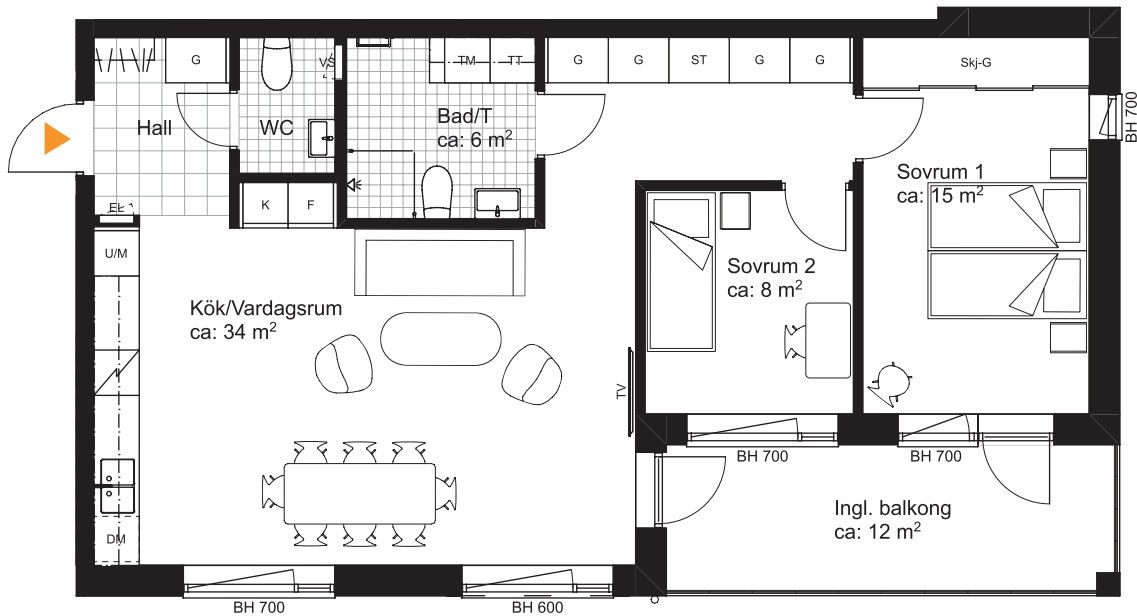 G
VS
TM
TT
G
G
ST
G
G
Skj-G
BH 700
Hall
WC
Bad/T
ca: 6 m²
EL
K
F
Sovrum 1
ca: 15 m²
U/M
Sovrum 2
ca: 8 m²
Kök/Vardagsrum
ca: 34 m²
TV
BH 700
BH 700
Ingl. balkong
ca: 12 m²
DM
BH 700
BH 600